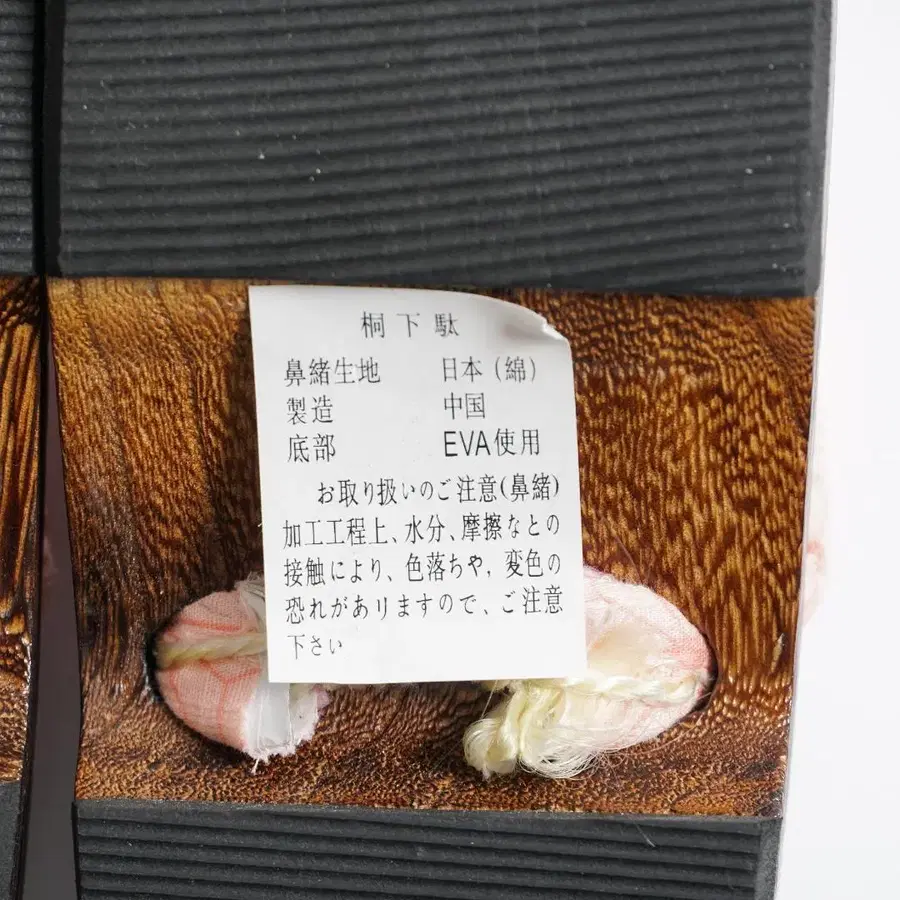 桐下駄
鼻緒生地 日本(綿)
製造 中国
底部 EVA使用
お取り扱いのご注意(鼻緒)
加工工程上、水分、摩擦などの
接触により、色落ちや, 変色の
恐れがありますので、ご注意
下さい